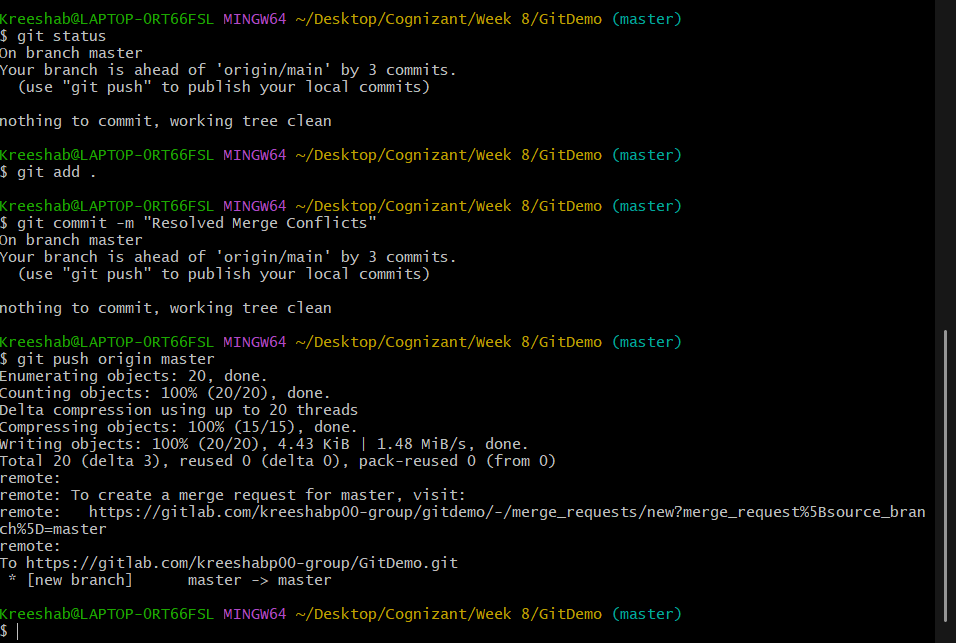 Kreeshab@LAPTOP-0RT66FSL MINGW64 ~/Desktop/Cognizant/Week 8/GitDemo (master)
$ git status
On branch master
Your branch is ahead of 'origin/main' by 3 commits.
  (use "git push" to publish your local commits)

nothing to commit, working tree clean

Kreeshab@LAPTOP-0RT66FSL MINGW64 ~/Desktop/Cognizant/Week 8/GitDemo (master)
$ git add .

Kreeshab@LAPTOP-0RT66FSL MINGW64 ~/Desktop/Cognizant/Week 8/GitDemo (master)
$ git commit -m "Resolved Merge Conflicts"
On branch master
Your branch is ahead of 'origin/main' by 3 commits.
  (use "git push" to publish your local commits)

nothing to commit, working tree clean

Kreeshab@LAPTOP-0RT66FSL MINGW64 ~/Desktop/Cognizant/Week 8/GitDemo (master)
$ git push origin master
Enumerating objects: 20, done.
Counting objects: 100% (20/20), done.
Delta compression using up to 20 threads
Compressing objects: 100% (15/15), done.
Writing objects: 100% (20/20), 4.43 KiB | 1.48 MiB/s, done.
Total 20 (delta 3), reused 0 (delta 0), pack-reused 0 (from 0)
remote:
remote: To create a merge request for master, visit:
remote:   https://gitlab.com/kreeshabp00-group/gitdemo/-/merge_requests/new?merge_request%5Bsource_bran
ch%5D=master
remote:
To https://gitlab.com/kreeshabp00-group/GitDemo.git
 * [new branch]      master -> master

Kreeshab@LAPTOP-0RT66FSL MINGW64 ~/Desktop/Cognizant/Week 8/GitDemo (master)
$